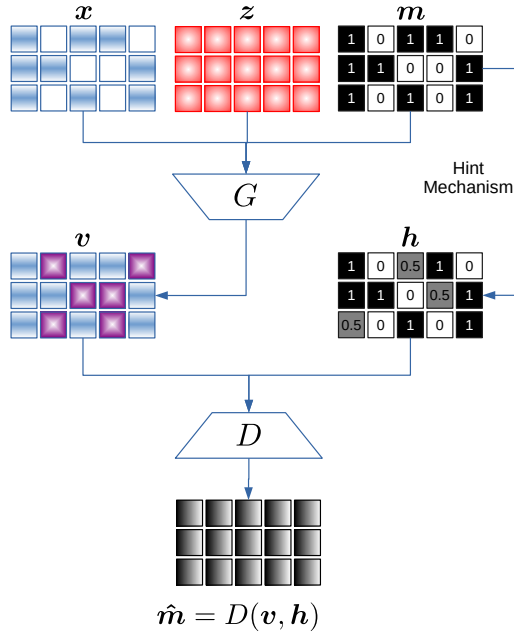 x z m
1 0 1 1 0
1 1 0 0 1
1 0 1 0 1
Hint
Mechanism
G
v h
1 0 0.5 1 0
1 1 0 0.5 1
0.5 0 1 0 1
D
m̂ = D(v, h)